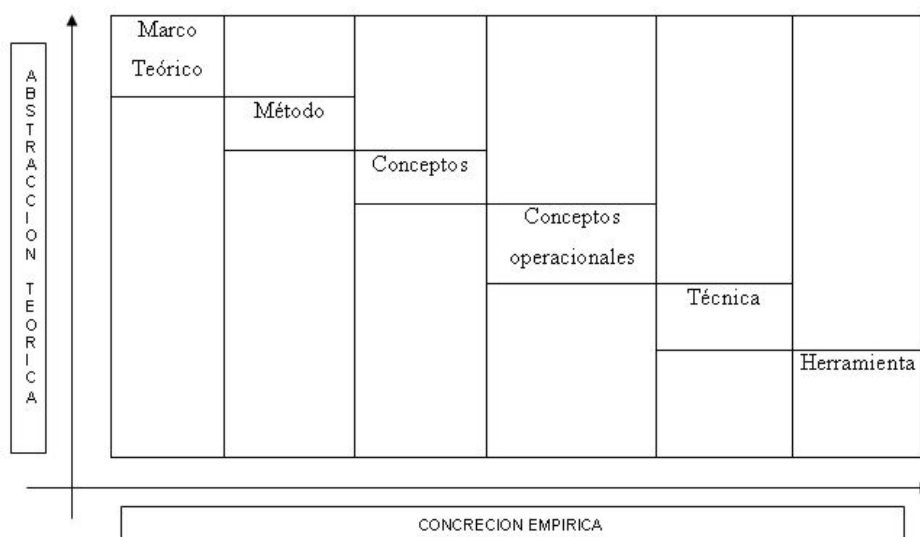 Marco
Teórico
Método
Conceptos
Conceptos
operacionales
Técnica
Herramienta
ABSTRACCION TEORICA
CONCRECION EMPIRICA